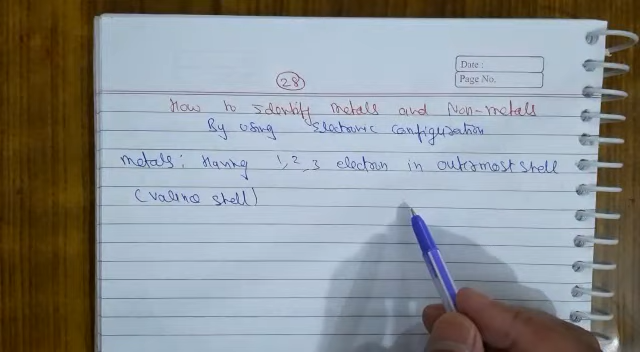 Date :
Page No.
28
How to Identify Metals and Non-metals
By using Electronic Configuration
Metals: Having 1, 2, 3 electron in outermost shell
(valence shell)